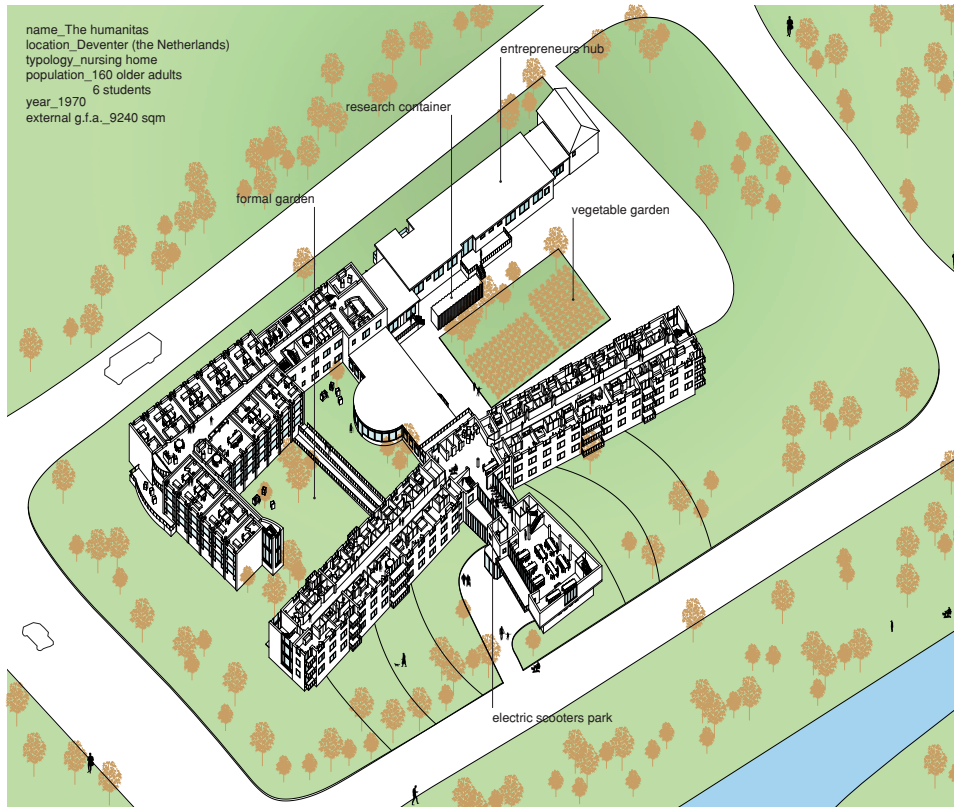 name_The humanitas
location_Deventer (the Netherlands)
typology_nursing home
population_160 older adults
6 students
year_1970
external g.f.a._9240 sqm
entrepreneurs hub
research container
formal garden
vegetable garden
electric scooters park